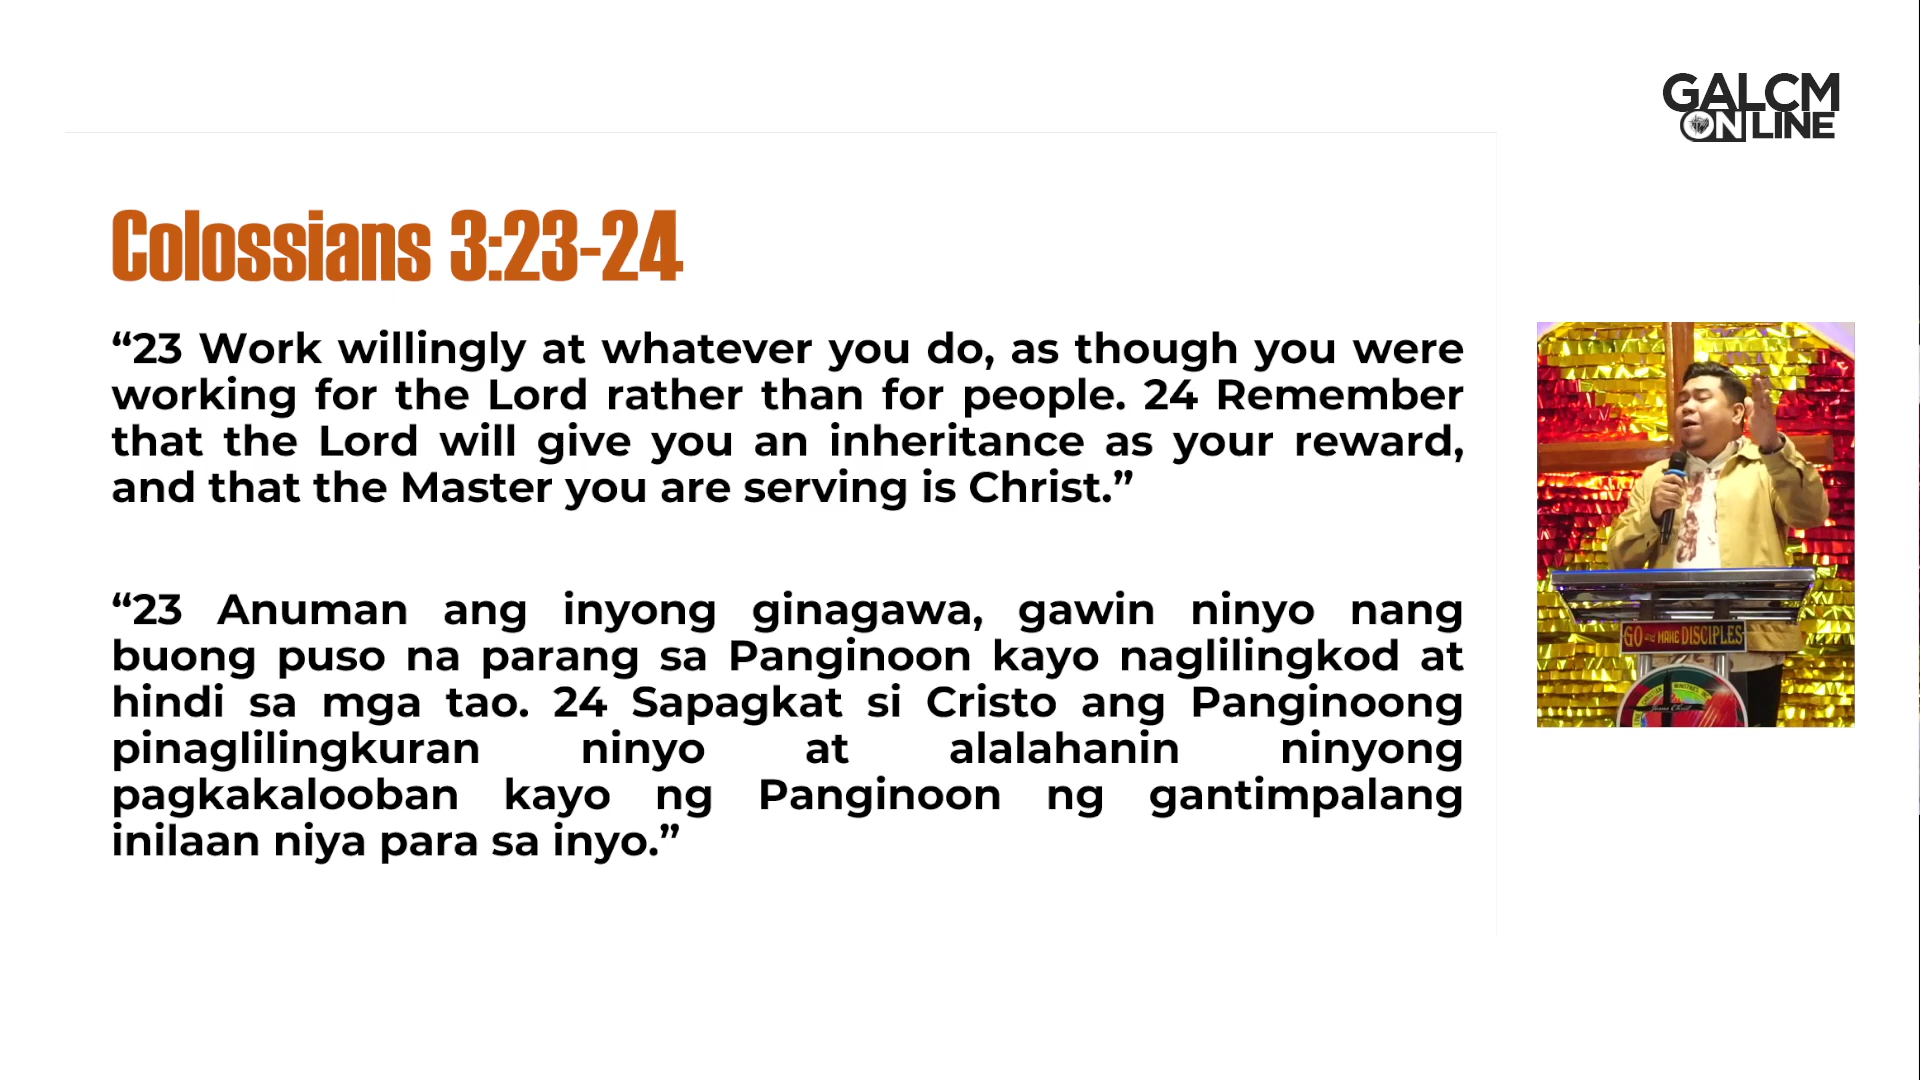 GALCM
ONLINE
Colossians 3:23-24
“23 Work willingly at whatever you do, as though you were
working for the Lord rather than for people. 24 Remember
that the Lord will give you an inheritance as your reward,
and that the Master you are serving is Christ.”
“23 Anuman ang inyong ginagawa, gawin ninyo nang
buong puso na parang sa Panginoon kayo naglilingkod at
hindi sa mga tao. 24 Sapagkat si Cristo ang Panginoong
pinaglilingkuran ninyo at alalahanin ninyong
pagkakalooban kayo ng Panginoon ng gantimpalang
inilaan niya para sa inyo.”
GO and MAKE DISCIPLES